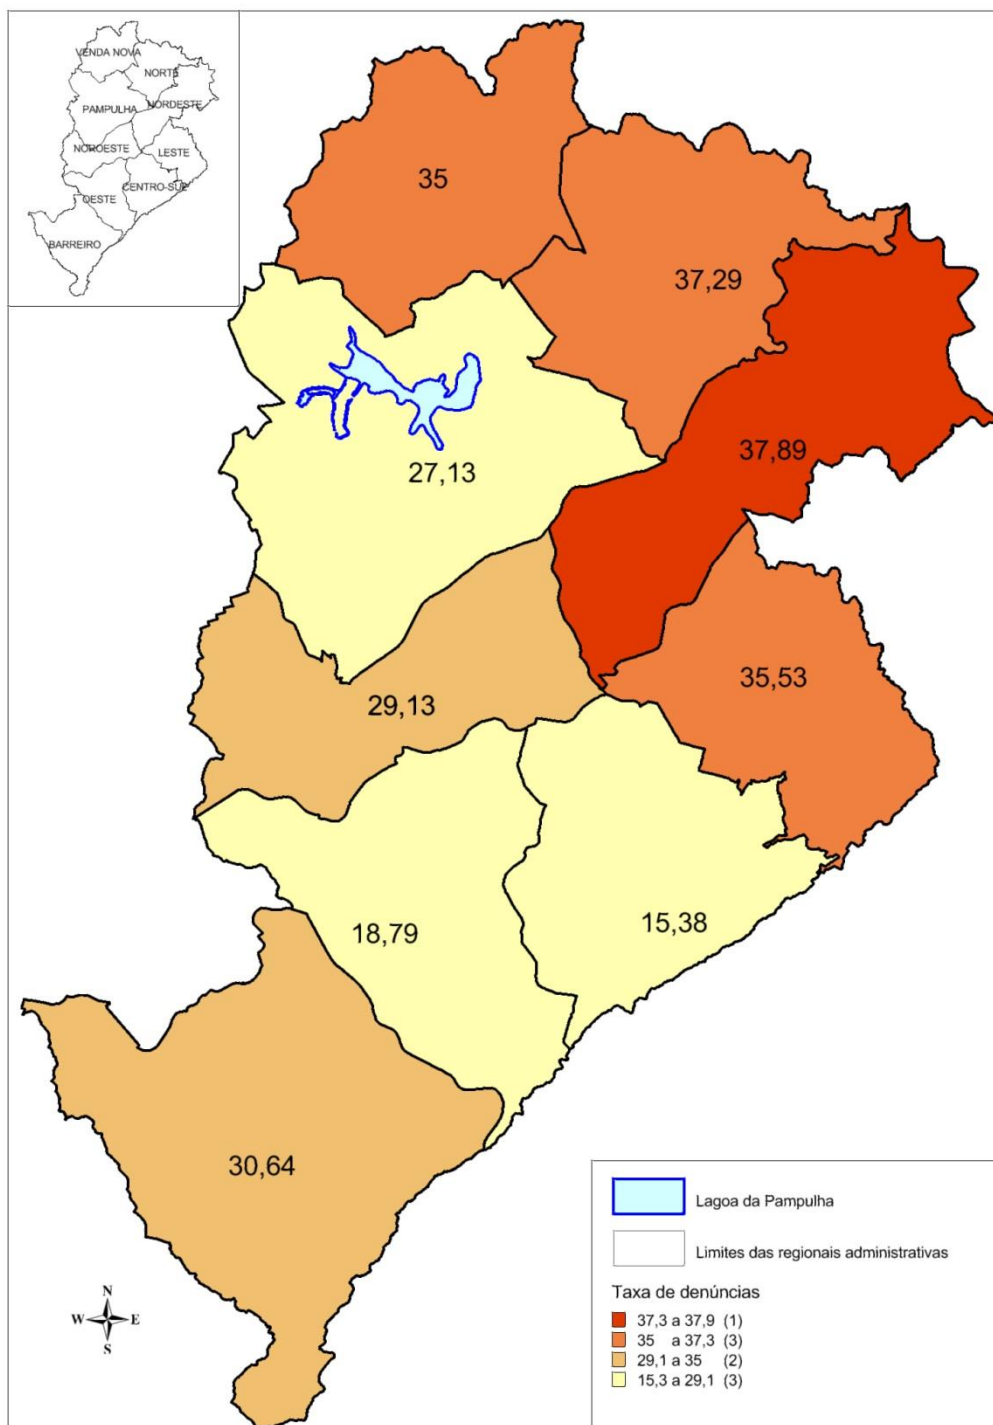 VENDA NOVA
NORTE
NORDESTE
PAMPULHA
NOROESTE
LESTE
CENTRO-SUL
OESTE
BARREIRO
35
37,29
37,89
27,13
35,53
29,13
15,38
18,79
30,64
N
W E
S
Lagoa da Pampulha
Limites das regionais administrativas
Taxa de denúncias
37,3 a 37,9 (1)
35 a 37,3 (3)
29,1 a 35 (2)
15,3 a 29,1 (3)